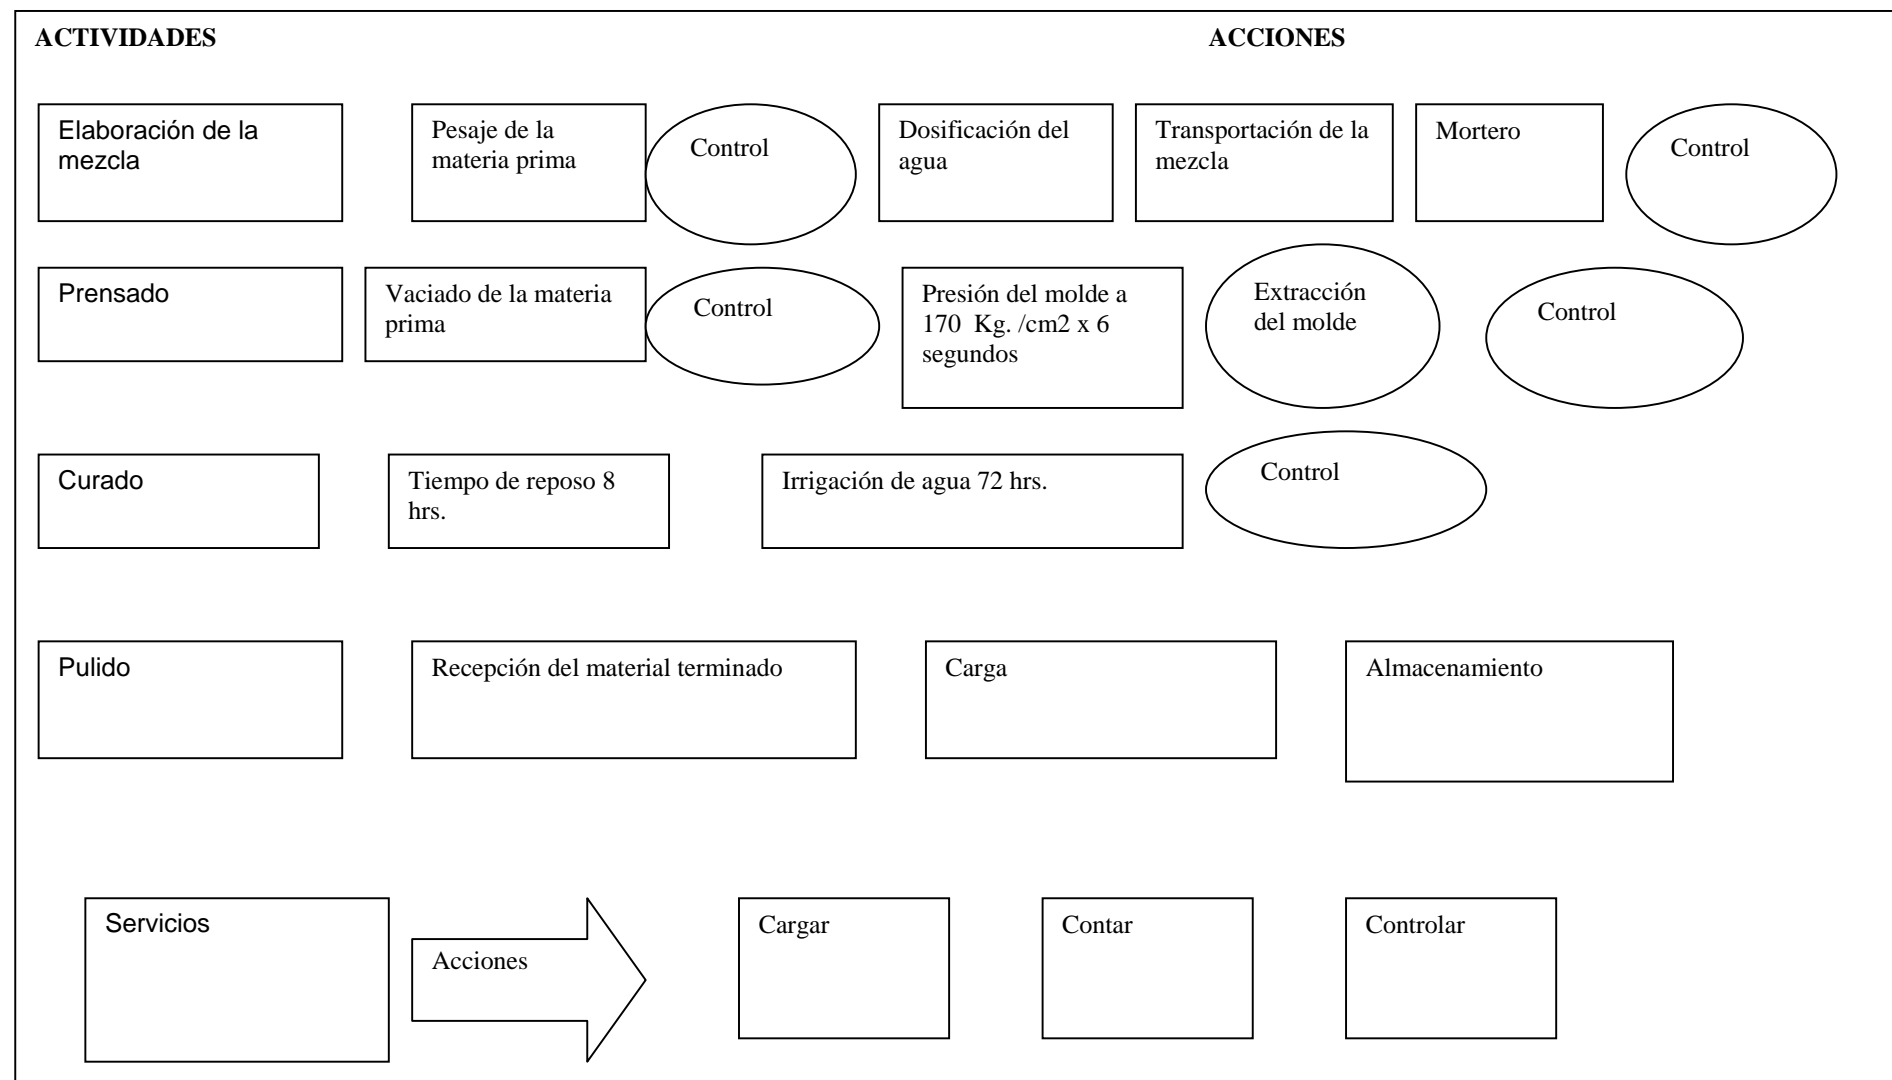 ACTIVIDADES
ACCIONES
Elaboración de la
mezcla
Pesaje de la
materia prima
Control
Dosificación del
agua
Transportación de la
mezcla
Mortero
Control
Prensado
Vaciado de la materia
prima
Control
Presión del molde a
170 Kg. /cm2 x 6
segundos
Extracción
del molde
Control
Curado
Tiempo de reposo 8
hrs.
Irrigación de agua 72 hrs.
Control
Pulido
Recepción del material terminado
Carga
Almacenamiento
Servicios
Acciones
Cargar
Contar
Controlar